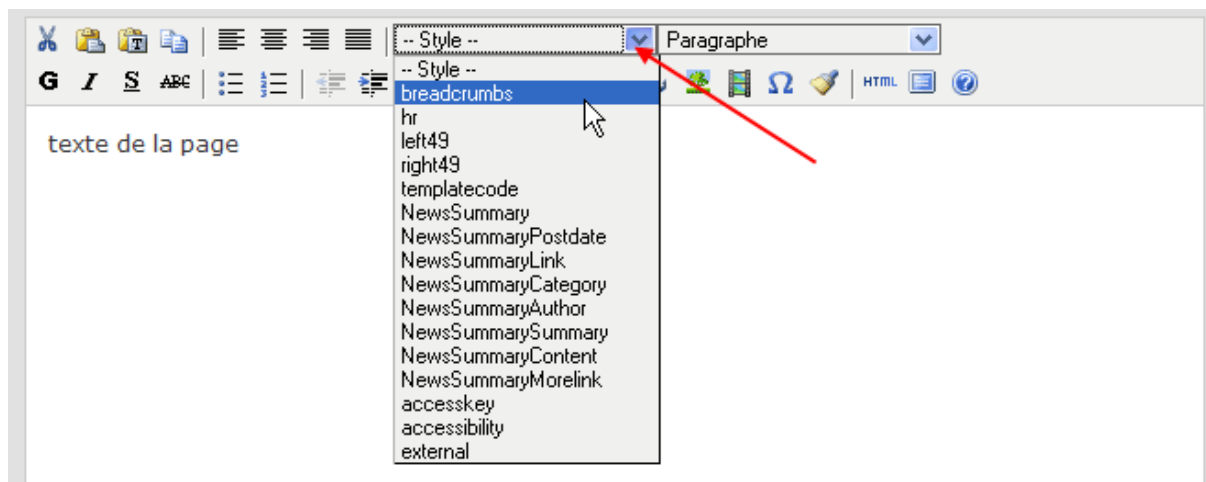 -- Style -- Paragraphe
G I S ABC HTML
-- Style --
breadcrumbs
hr
left49
right49
templatecode
NewsSummary
NewsSummaryPostdate
NewsSummaryLink
NewsSummaryCategory
NewsSummaryAuthor
NewsSummarySummary
NewsSummaryContent
NewsSummaryMorelink
accesskey
accessibility
external
texte de la page